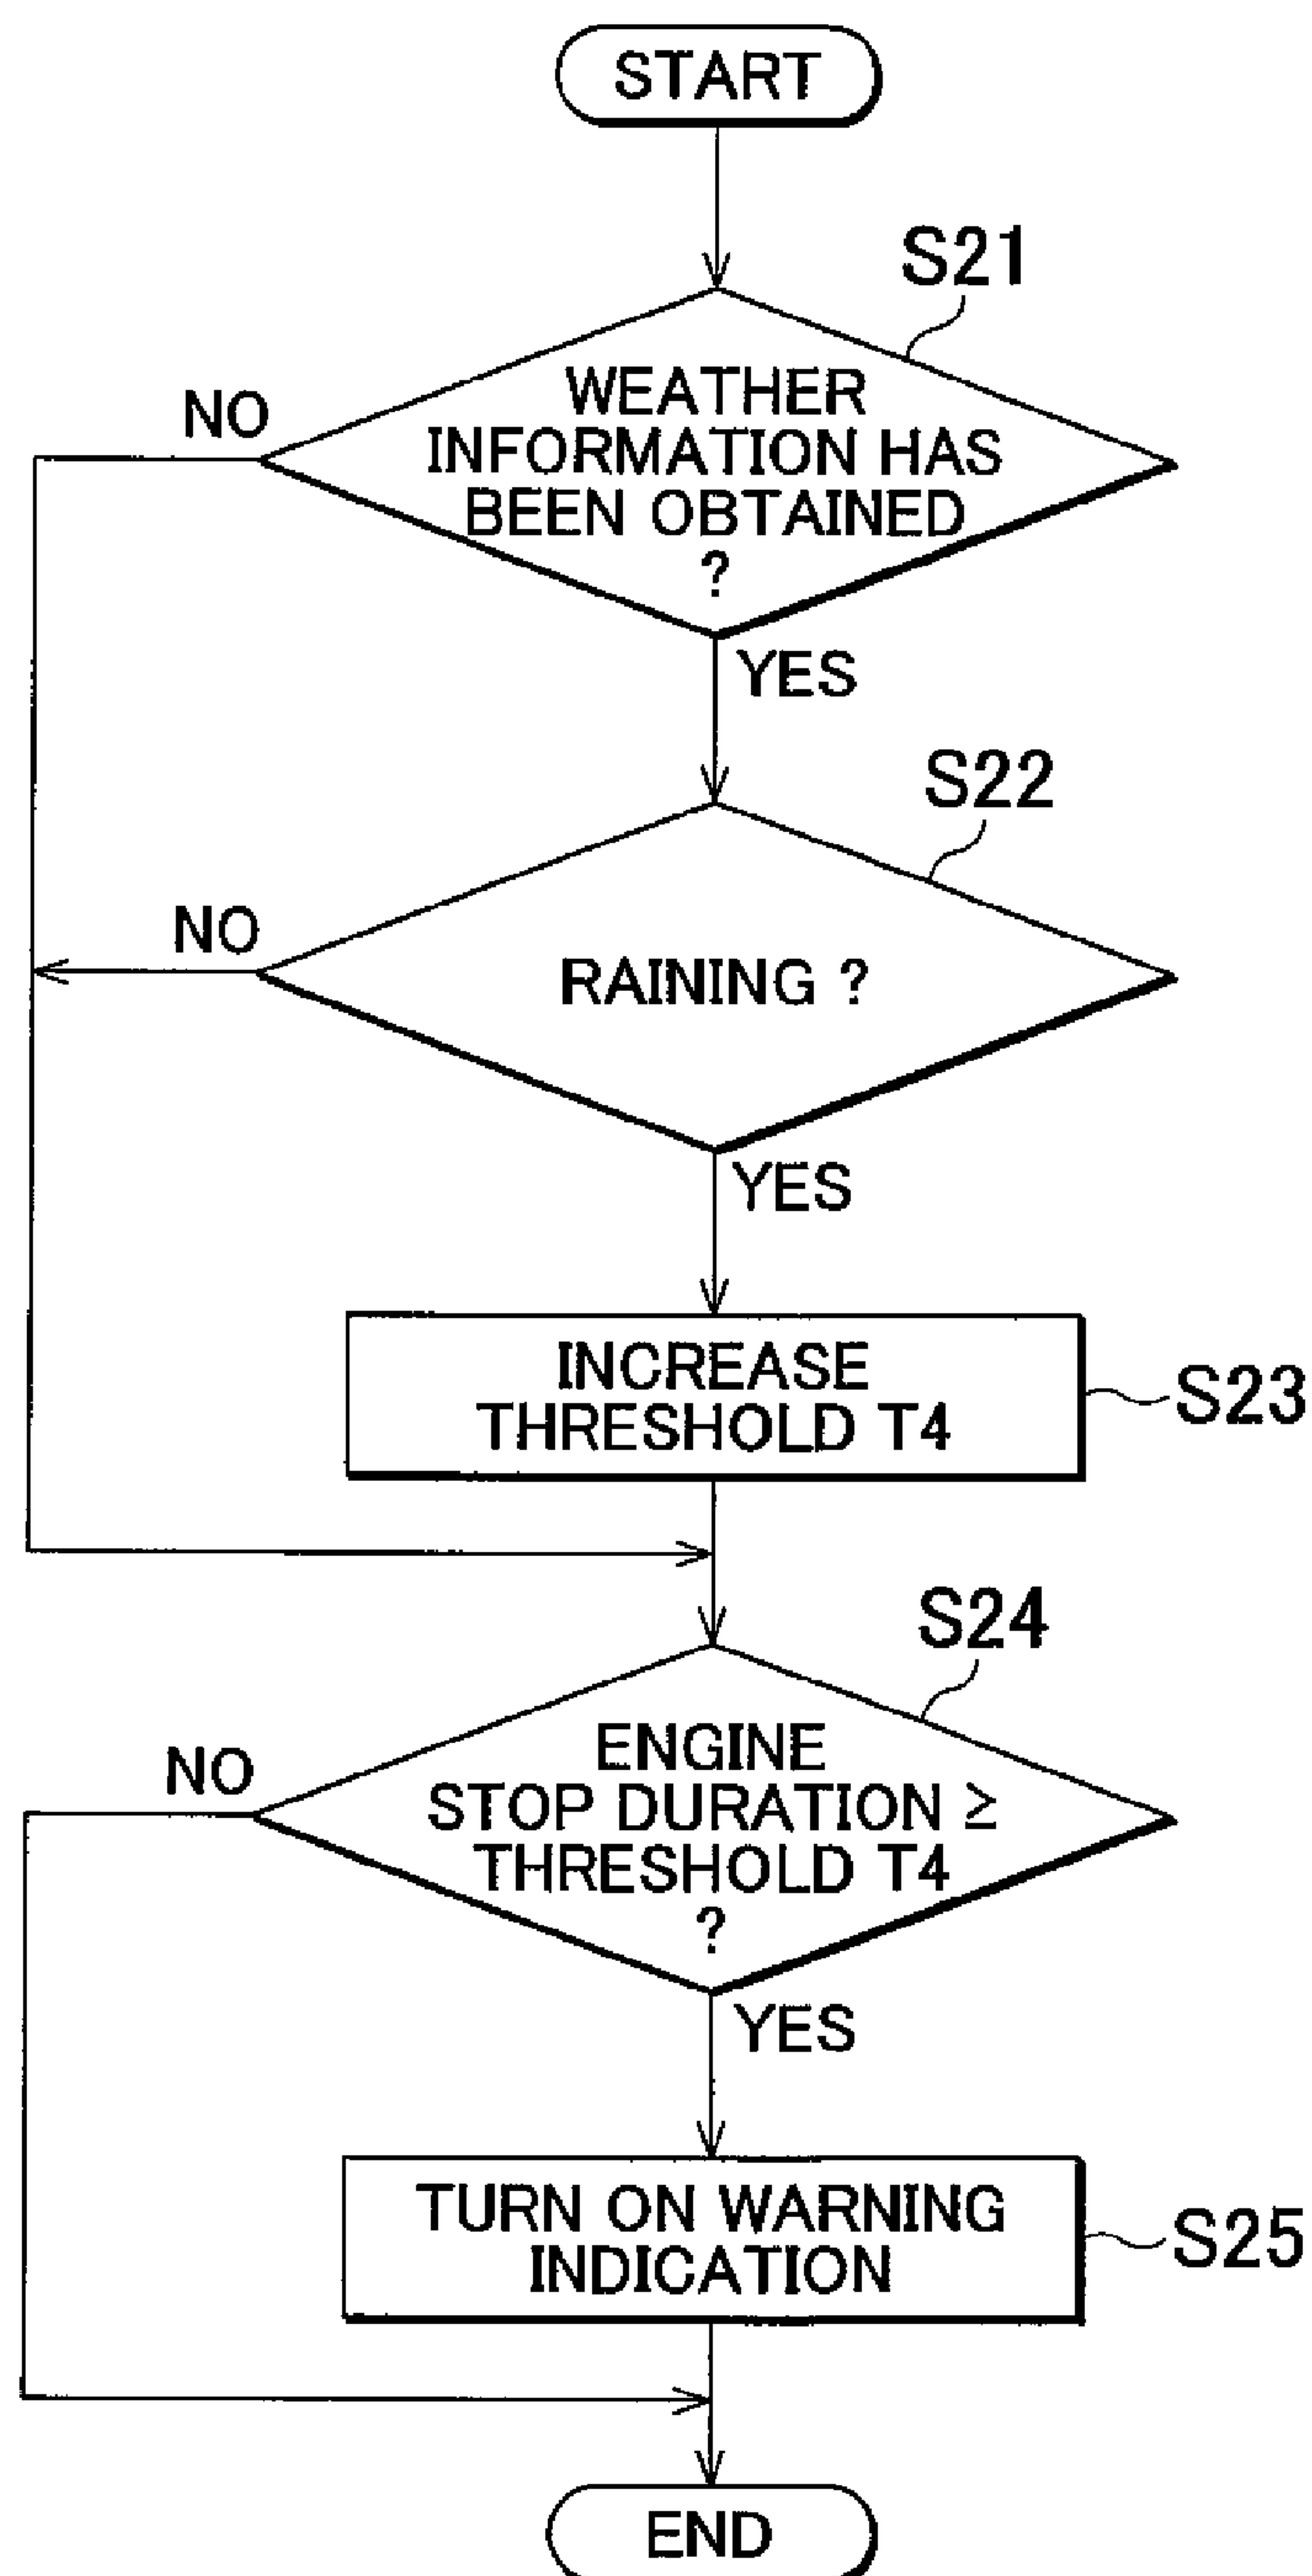 START
S21
NO
WEATHER
INFORMATION HAS
BEEN OBTAINED
?
YES
S22
NO
RAINING ?
YES
INCREASE
THRESHOLD T4
S23
S24
NO
ENGINE
STOP DURATION ≥
THRESHOLD T4
?
YES
TURN ON WARNING
INDICATION
S25
END